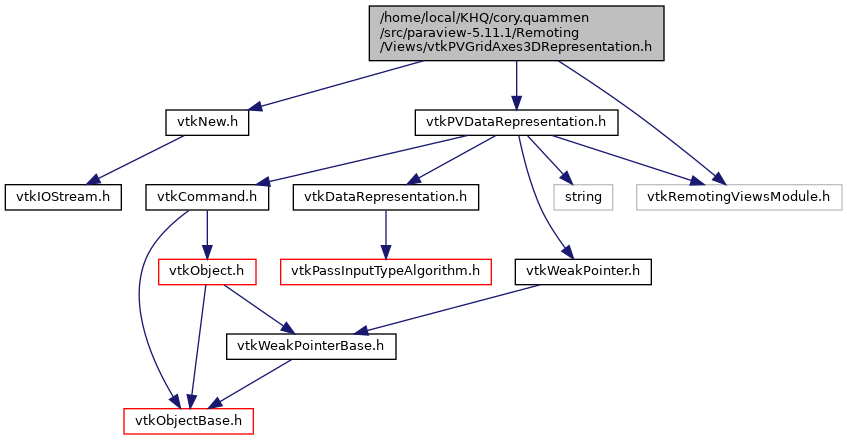 /home/local/KHQ/cory.quammen
/src/paraview-5.11.1/Remoting
/Views/vtkPVGridAxes3DRepresentation.h
vtkNew.h
vtkPVDataRepresentation.h
vtkIOStream.h
vtkCommand.h
vtkDataRepresentation.h
string
vtkRemotingViewsModule.h
vtkObject.h
vtkPassInputTypeAlgorithm.h
vtkWeakPointer.h
vtkWeakPointerBase.h
vtkObjectBase.h